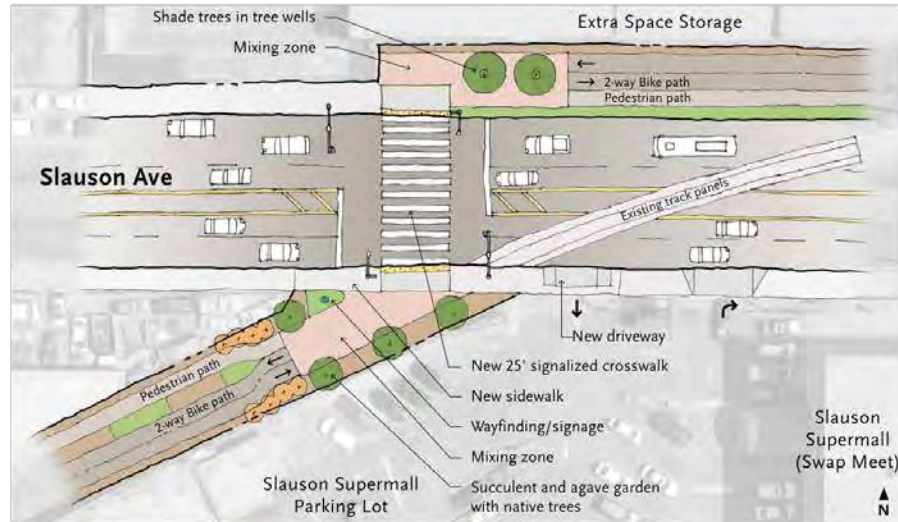 Shade trees in tree wells
Extra Space Storage
Mixing zone
2-way Bike path
Pedestrian path
Slauson Ave
Existing track panels
New driveway
New 25' signalized crosswalk
Pedestrian path
New sidewalk
2-way Bike path
Wayfinding/signage
Mixing zone
Slauson
Supermall
(Swap Meet)
Slauson Supermall
Parking Lot
Succulent and agave garden
with native trees
N